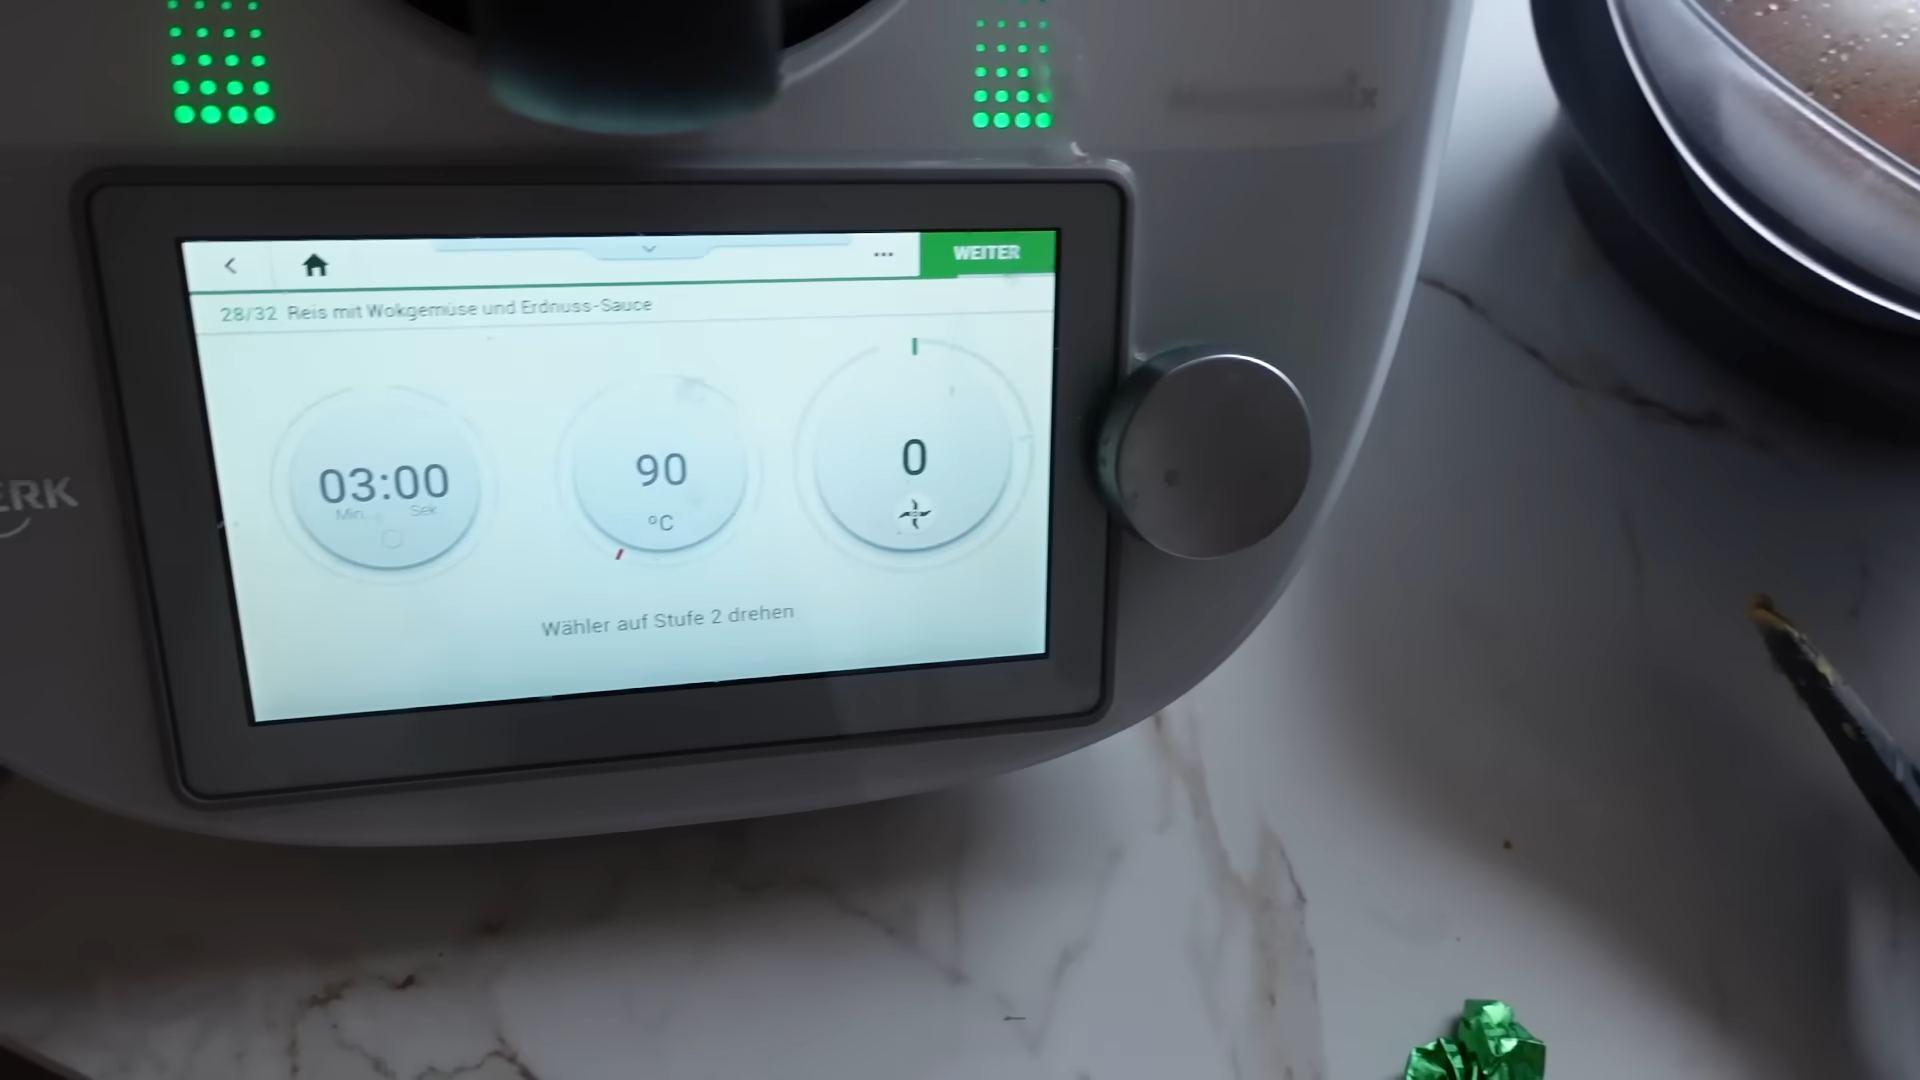 WEITER
28/32 Reis mit Wokgemüse und Erdnuss-Sauce
03:00
Min. Sek.
90
°C
0
Wähler auf Stufe 2 drehen
ERK